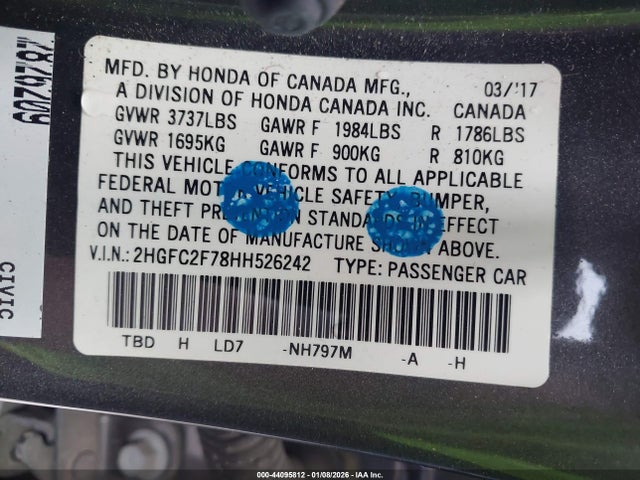 MFD. BY HONDA OF CANADA MFG., 03/'17
A DIVISION OF HONDA CANADA INC. CANADA
GVWR 3737LBS GAWR F 1984LBS R 1786LBS
GVWR 1695KG GAWR F 900KG R 810KG
THIS VEHICLE CONFORMS TO ALL APPLICABLE
FEDERAL MOTOR VEHICLE SAFETY, BUMPER,
AND THEFT PREVENTION STANDARDS IN EFFECT
ON THE DATE OF MANUFACTURE SHOWN ABOVE.
V.I.N.: 2HGFC2F78HH526242 TYPE: PASSENGER CAR
TBD H LD7 -NH797M -A -H
CIVIC
000-44095812 - 01/08/2026 - IAA Inc.